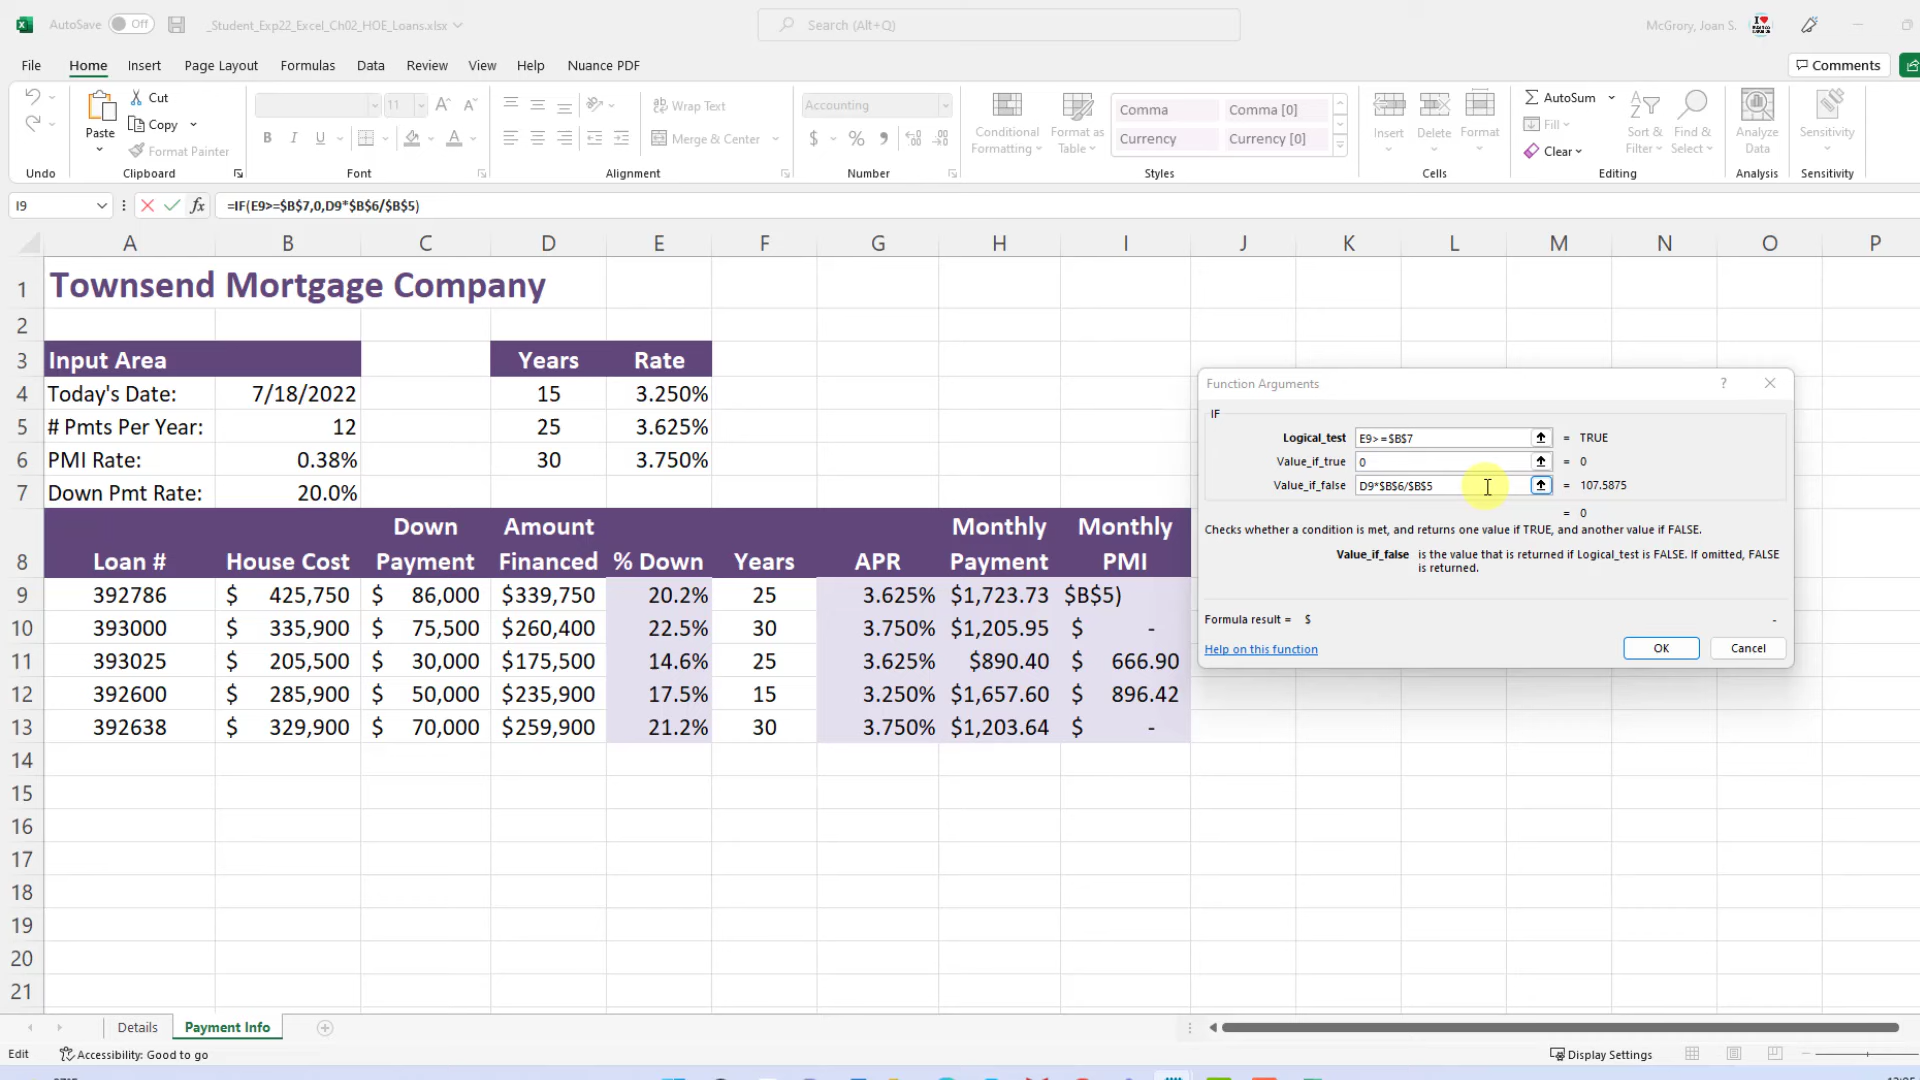 AutoSave Off _Student_Exp22_Excel_Ch02_HOE_Loans.xlsx Search (Alt+Q) McGrory, Joan S.
File Home Insert Page Layout Formulas Data Review View Help Nuance PDF Comments
Cut AutoSum
Copy Fill
Format Painter Clear
Paste 11 Wrap Text Merge & Center Accounting
Conditional Formatting Format as Table Comma Comma [0] Currency Currency [0]
Insert Delete Format Sort & Filter Find & Select Analyze Data Sensitivity
Undo Clipboard Font Alignment Number Styles Cells Editing Analysis Sensitivity
I9 fx =IF(E9>=$B$7,0,D9*$B$6/$B$5)
A B C D E F G H I J K L M N O P
1 Townsend Mortgage Company
2
3 Input Area Years Rate
4 Today's Date: 7/18/2022 15 3.250%
5 # Pmts Per Year: 12 25 3.625%
6 PMI Rate: 0.38% 30 3.750%
7 Down Pmt Rate: 20.0%
Down Amount Monthly Monthly
8 Loan # House Cost Payment Financed % Down Years APR Payment PMI
9 392786 $ 425,750 $ 86,000 $339,750 20.2% 25 3.625% $1,723.73 $B$5)
10 393000 $ 335,900 $ 75,500 $260,400 22.5% 30 3.750% $1,205.95 $ -
11 393025 $ 205,500 $ 30,000 $175,500 14.6% 25 3.625% $890.40 $ 666.90
12 392600 $ 285,900 $ 50,000 $235,900 17.5% 15 3.250% $1,657.60 $ 896.42
13 392638 $ 329,900 $ 70,000 $259,900 21.2% 30 3.750% $1,203.64 $ -
14
15
16
17
18
19
20
21
Function Arguments ?
IF
Logical_test E9>=$B$7 = TRUE
Value_if_true 0 = 0
Value_if_false D9*$B$6/$B$5 = 107.5875
= 0
Checks whether a condition is met, and returns one value if TRUE, and another value if FALSE.
Value_if_false is the value that is returned if Logical_test is FALSE. If omitted, FALSE
is returned.
Formula result = $ -
Help on this function OK Cancel
Details Payment Info
Edit Accessibility: Good to go Display Settings